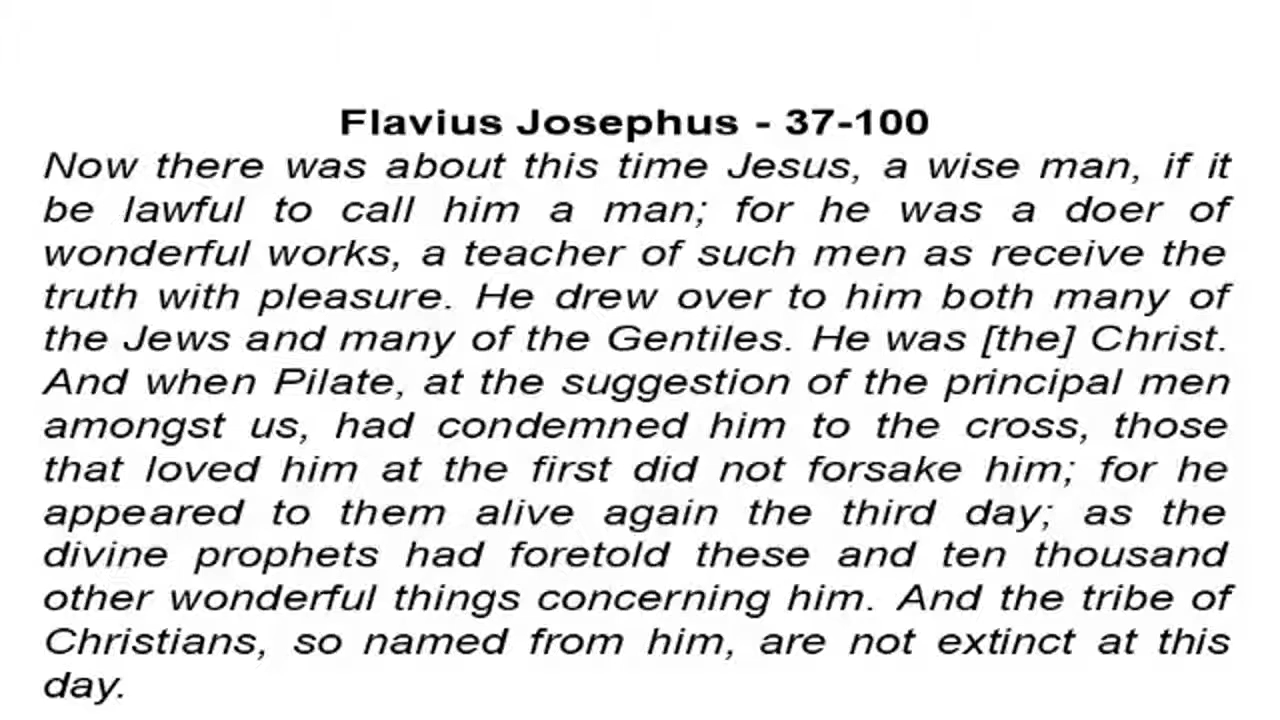 Flavius Josephus - 37-100
Now there was about this time Jesus, a wise man, if it
be lawful to call him a man; for he was a doer of
wonderful works, a teacher of such men as receive the
truth with pleasure. He drew over to him both many of
the Jews and many of the Gentiles. He was [the] Christ.
And when Pilate, at the suggestion of the principal men
amongst us, had condemned him to the cross, those
that loved him at the first did not forsake him; for he
appeared to them alive again the third day; as the
divine prophets had foretold these and ten thousand
other wonderful things concerning him. And the tribe of
Christians, so named from him, are not extinct at this
day.